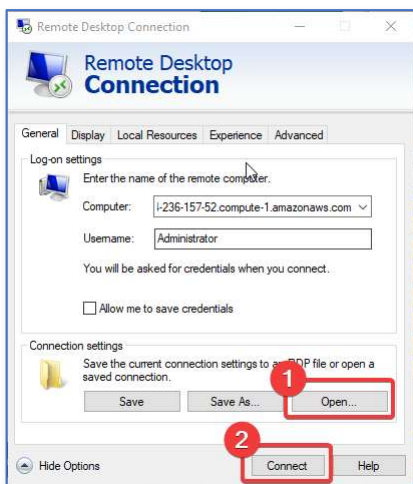 Remote Desktop Connection
Remote Desktop
Connection
General Display Local Resources Experience Advanced
Log-on settings
Enter the name of the remote computer.
Computer: -236-157-52.compute-1.amazonaws.com
Username: Administrator
You will be asked for credentials when you connect.
Allow me to save credentials
Connection settings
Save the current connection settings to an RDP file or open a
saved connection.
1
Save Save As... Open...
2
Hide Options Connect Help